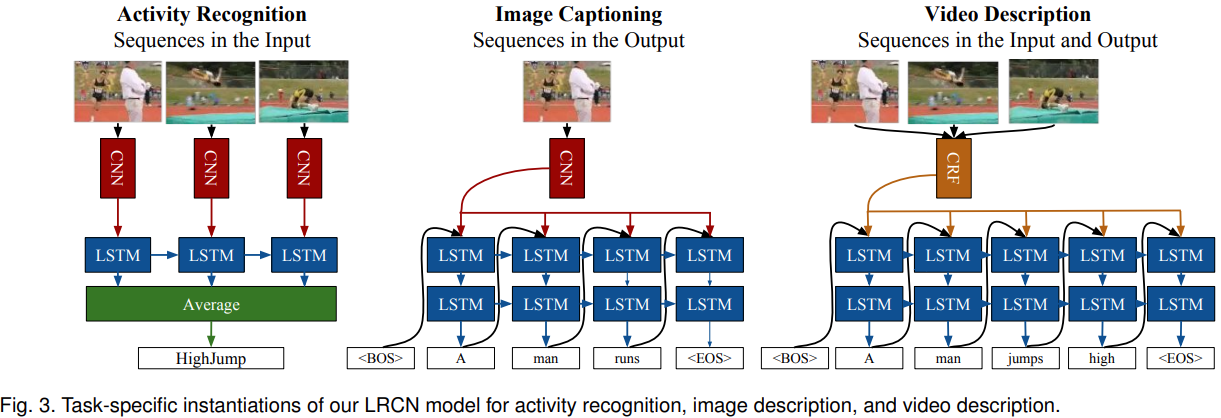 Activity Recognition
Sequences in the Input
CNN
CNN
CNN
LSTM
LSTM
LSTM
Average
HighJump
Image Captioning
Sequences in the Output
CNN
LSTM
LSTM
LSTM
LSTM
LSTM
LSTM
LSTM
LSTM
<BOS>
A
man
runs
<EOS>
Video Description
Sequences in the Input and Output
CRF
LSTM
LSTM
LSTM
LSTM
LSTM
LSTM
LSTM
LSTM
LSTM
LSTM
<BOS>
A
man
jumps
high
<EOS>
Fig. 3. Task-specific instantiations of our LRCN model for activity recognition, image description, and video description.